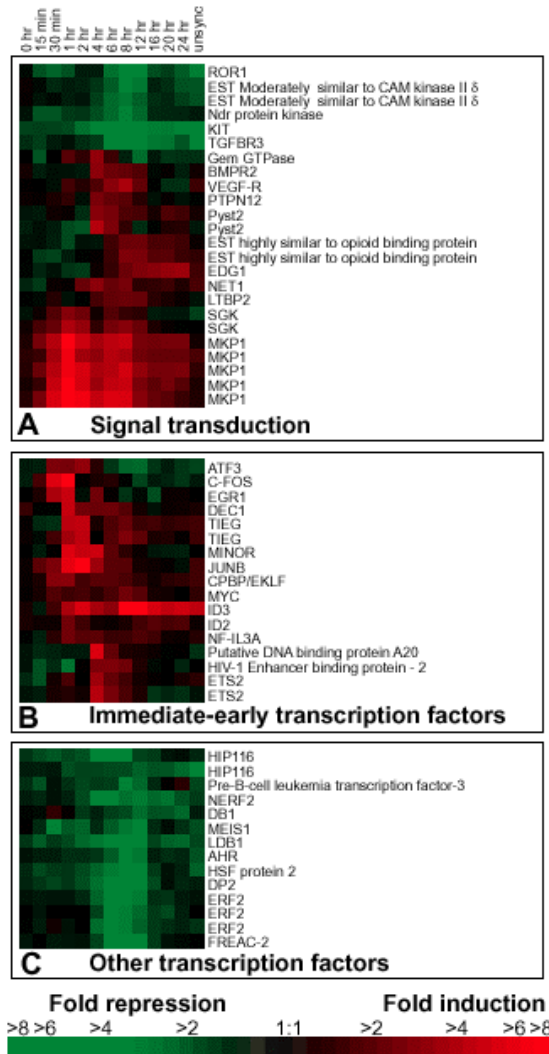 0 hr
15 min
30 min
1 hr
2 hr
4 hr
6 hr
8 hr
12 hr
16 hr
20 hr
24 hr
unsync
ROR1
EST Moderately similar to CAM kinase II δ
EST Moderately similar to CAM kinase II δ
Ndr protein kinase
KIT
TGFBR3
Gem GTPase
BMPR2
VEGF-R
PTPN12
Pyst2
Pyst2
EST highly similar to opioid binding protein
EST highly similar to opioid binding protein
EDG1
NET1
LTBP2
SGK
SGK
MKP1
MKP1
MKP1
MKP1
MKP1
A Signal transduction
ATF3
C-FOS
EGR1
DEC1
TIEG
TIEG
MINOR
JUNB
CPBP/EKLF
MYC
ID3
ID2
NF-IL3A
Putative DNA binding protein A20
HIV-1 Enhancer binding protein - 2
ETS2
ETS2
B Immediate-early transcription factors
HIP116
HIP116
Pre-B-cell leukemia transcription factor-3
NERF2
DB1
MEIS1
LDB1
AHR
HSF protein 2
DP2
ERF2
ERF2
ERF2
FREAC-2
C Other transcription factors
Fold repression Fold induction
>8 >6 >4 >2 1:1 >2 >4 >6 >8